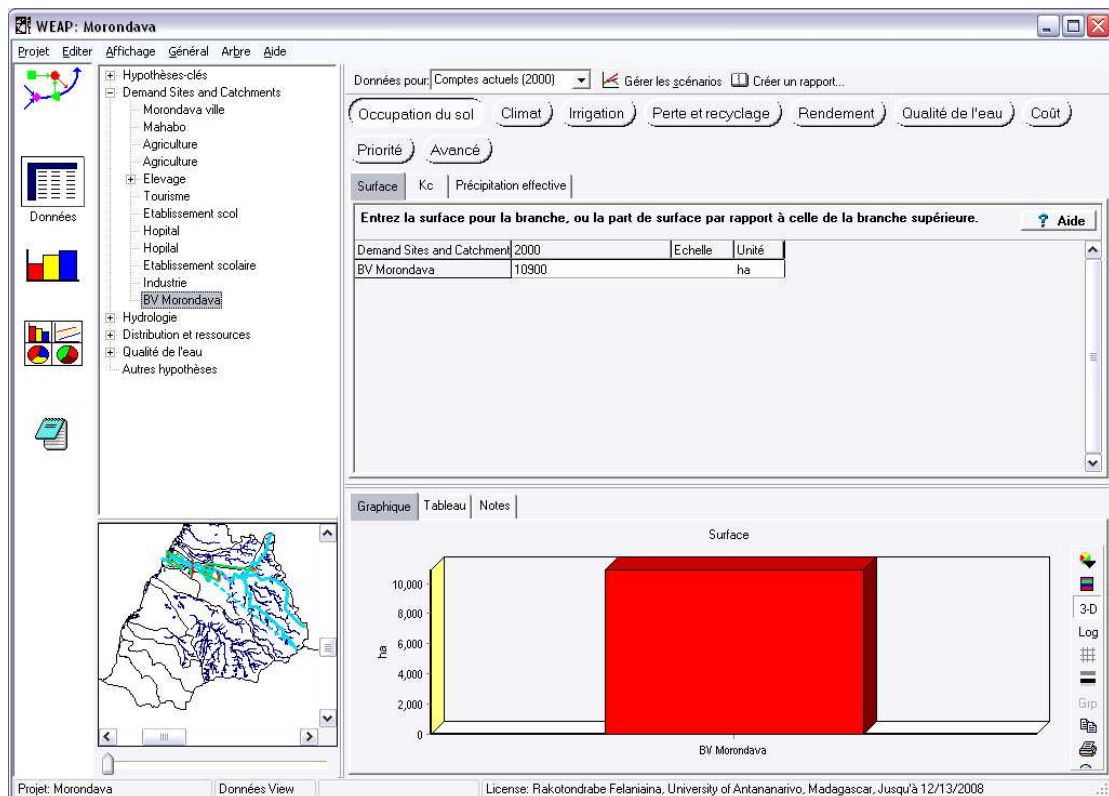 WEAP: Morondava
Projet Editer Affichage Général Arbre Aide
Données
Hypothèses-clés
Demand Sites and Catchments
Morondava ville
Mahabo
Agriculture
Agriculture
Elevage
Tourisme
Etablissement scol
Hopital
Hopilal
Etablissement scolaire
Industrie
BV Morondava
Hydrologie
Distribution et ressources
Qualité de l'eau
Autres hypothèses
Données pour: Comptes actuels (2000) Gérer les scénarios Créer un rapport...
Occupation du sol Climat Irrigation Perte et recyclage Rendement Qualité de l'eau Coût
Priorité Avancé
Surface Kc Précipitation effective
Entrez la surface pour la branche, ou la part de surface par rapport à celle de la branche supérieure. ? Aide
Demand Sites and Catchment 2000 Echelle Unité
BV Morondava 10900 ha
Graphique Tableau Notes
Surface
10,000
8,000
6,000
4,000
2,000
0
ha
BV Morondava
3-D
Log
Grp
Projet: Morondava Données View License: Rakotondrabe Felaniaina, University of Antananarivo, Madagascar, Jusqu'à 12/13/2008